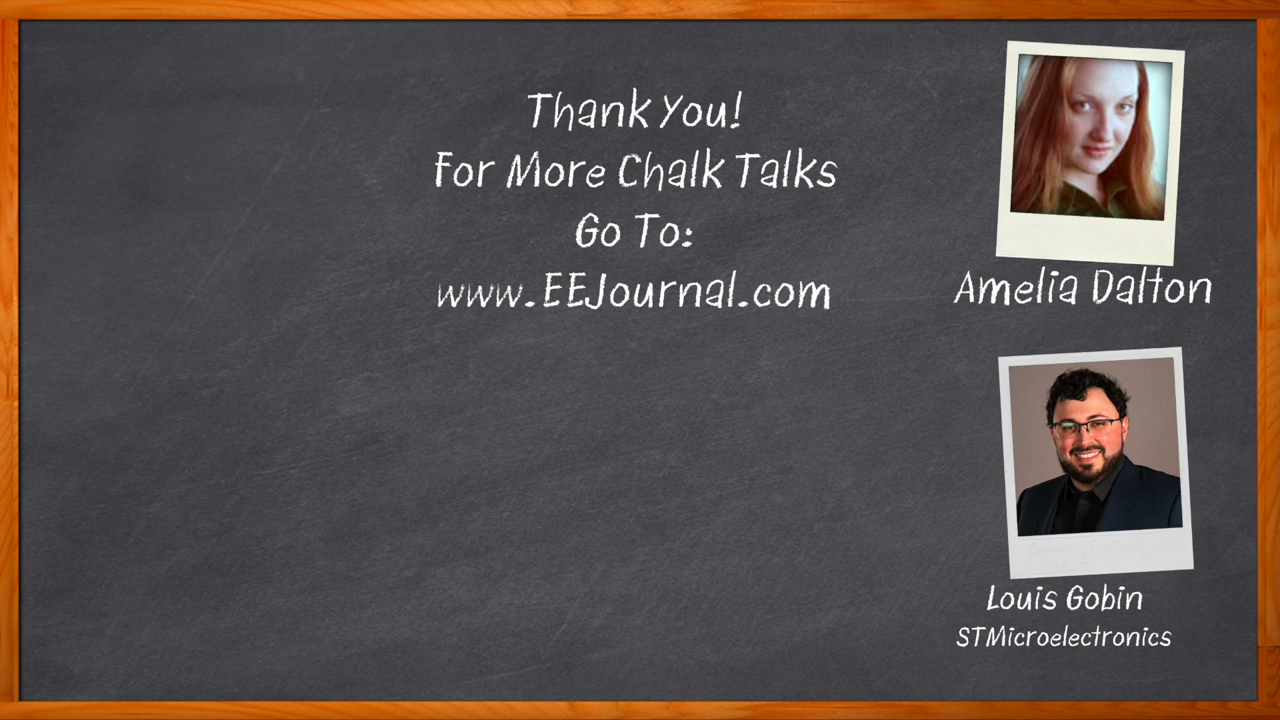 Thank You!
For More Chalk Talks
Go To:
www.EEJournal.com
Amelia Dalton
Louis Gobin
STMicroelectronics